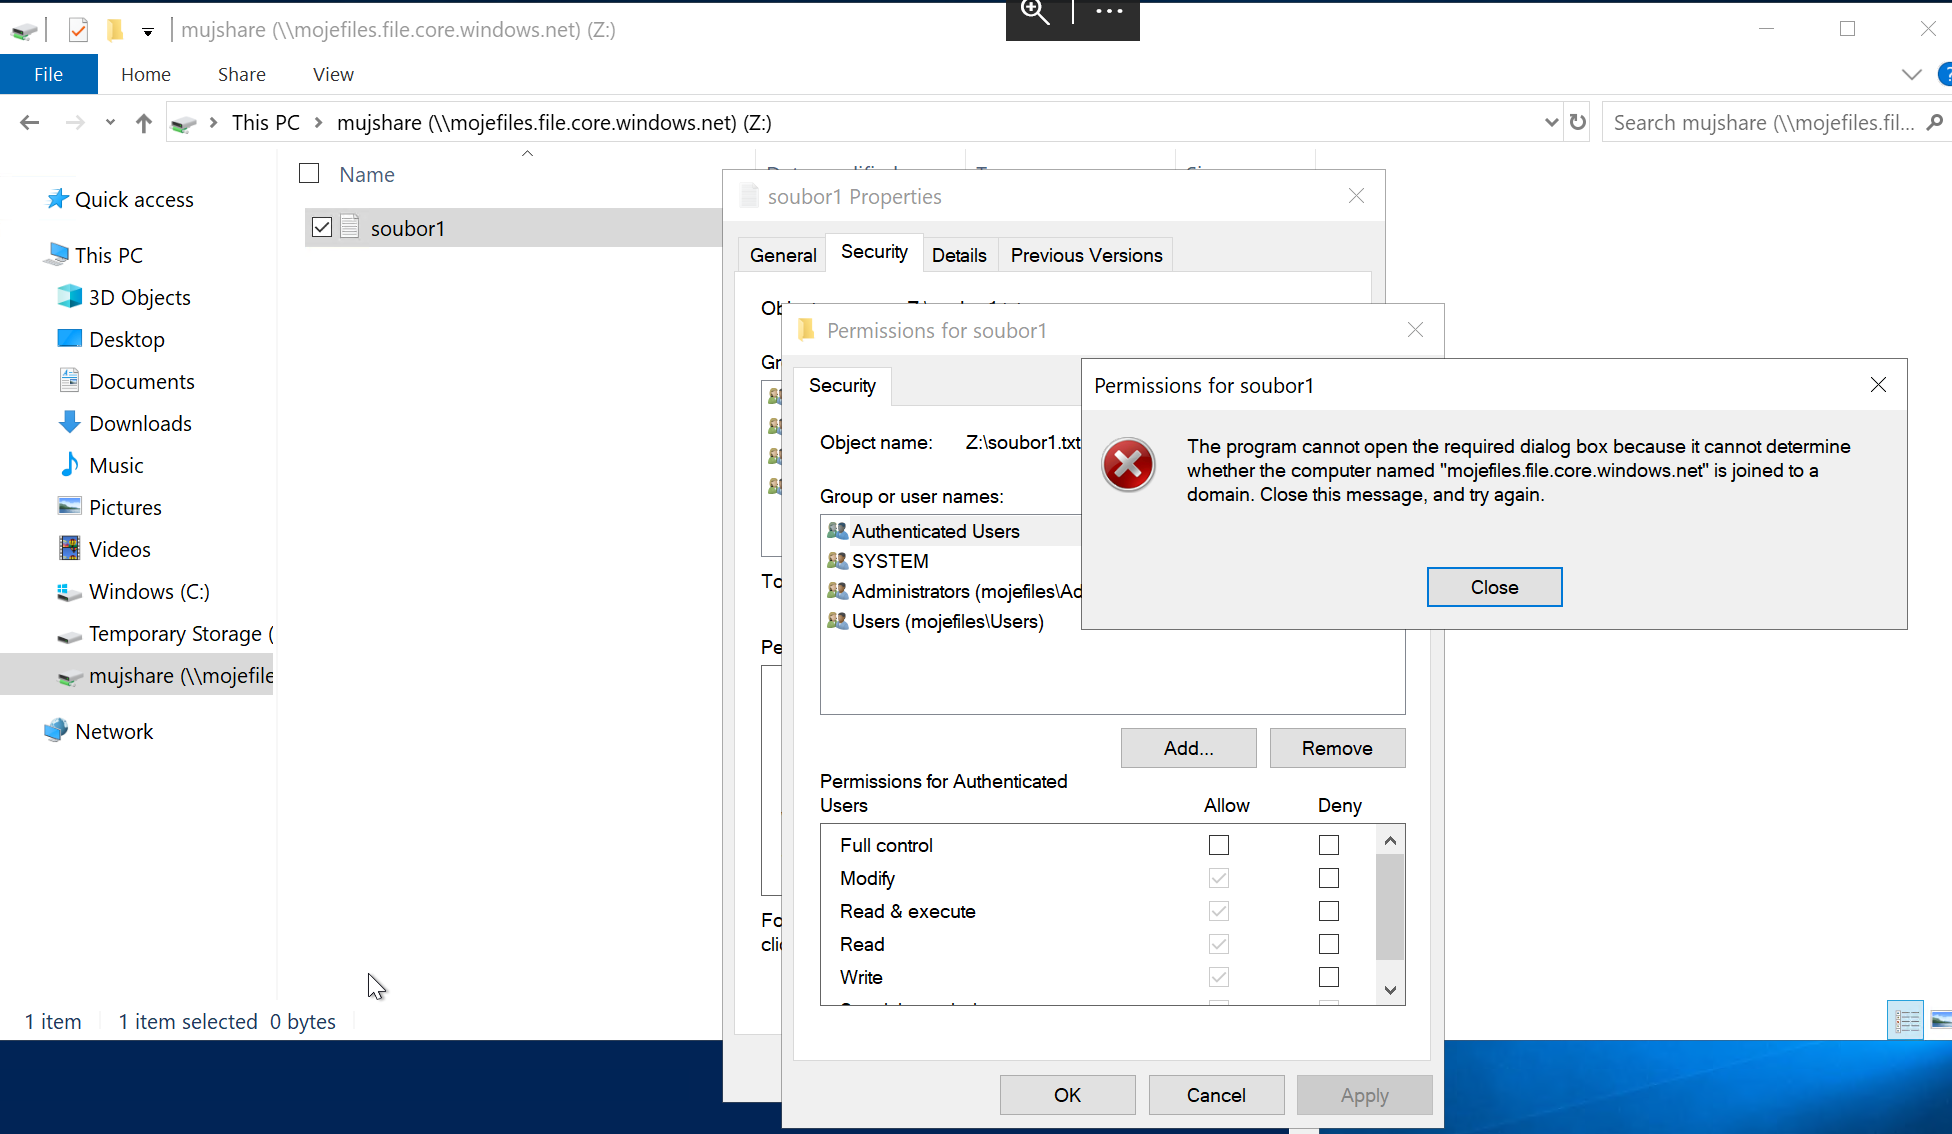 mujshare (\\mojefiles.file.core.windows.net) (Z:)
File Home Share View
This PC mujshare (\\mojefiles.file.core.windows.net) (Z:)
Search mujshare (\\mojefiles.fil...
Quick access
This PC
3D Objects
Desktop
Documents
Downloads
Music
Pictures
Videos
Windows (C:)
Temporary Storage (
mujshare (\\mojefile
Network
Name
soubor1
1 item 1 item selected 0 bytes
soubor1 Properties
General Security Details Previous Versions
Permissions for soubor1
Security
Object name: Z:\soubor1.txt
Group or user names:
Authenticated Users
SYSTEM
Administrators (mojefiles\Ad
Users (mojefiles\Users)
Add... Remove
Permissions for Authenticated
Users Allow Deny
Full control
Modify
Read & execute
Read
Write
OK Cancel Apply
Permissions for soubor1
The program cannot open the required dialog box because it cannot determine
whether the computer named "mojefiles.file.core.windows.net" is joined to a
domain. Close this message, and try again.
Close